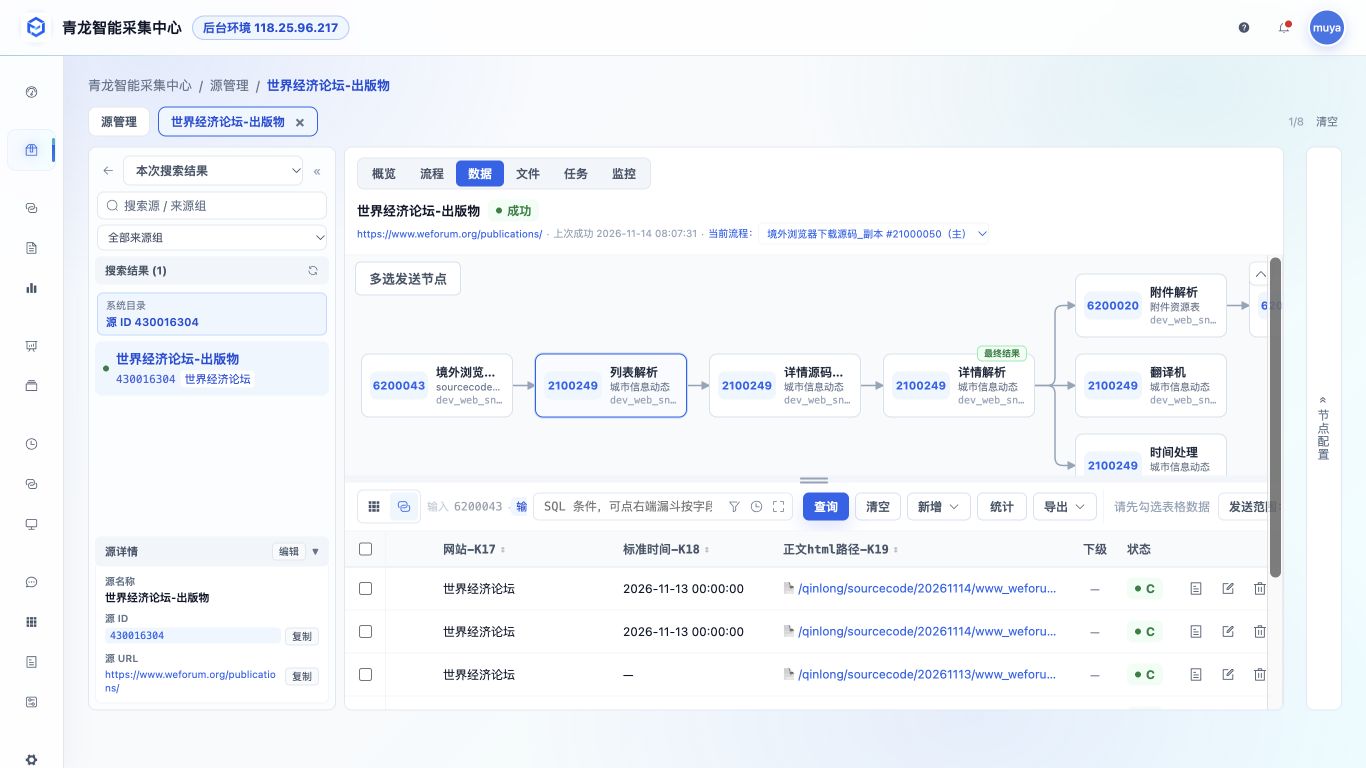 青龙智能采集中心
后台环境 118.25.96.217
muya
青龙智能采集中心 / 源管理 / 世界经济论坛-出版物
源管理
世界经济论坛-出版物 ×
1/8 清空
本次搜索结果
«
搜索源 / 来源组
全部来源组
搜索结果 (1)
系统目录
源 ID 430016304
世界经济论坛-出版物
430016304 世界经济论坛
源详情 编辑 ▼
源名称
世界经济论坛-出版物
源 ID
430016304 复制
源 URL
https://www.weforum.org/publicatio
ns/
复制
概览 流程 数据 文件 任务 监控
世界经济论坛-出版物 成功
https://www.weforum.org/publications/ · 上次成功 2026-11-14 08:07:31 · 当前流程: 境外浏览器下载源码_副本 #21000050（主）
多选发送节点
6200043
境外浏览...
sourcecode...
dev_web_sn...
2100249
列表解析
城市信息动态
dev_web_sn...
2100249
详情源码...
城市信息动态
dev_web_sn...
最终结果
2100249
详情解析
城市信息动态
dev_web_sn...
6200020
附件解析
附件资源表
dev_web_sn...
2100249
翻译机
城市信息动态
dev_web_sn...
2100249
时间处理
城市信息动态
节点配置
输入 6200043 · 输
SQL 条件, 可点右端漏斗按字段
查询 清空 新增 统计 导出 请先勾选表格数据 发送范围
网站-K17 标准时间-K18 正文html路径-K19 下级 状态
世界经济论坛 2026-11-13 00:00:00 /qinlong/sourcecode/20261114/www_weforu... — C
世界经济论坛 2026-11-13 00:00:00 /qinlong/sourcecode/20261114/www_weforu... — C
世界经济论坛 — /qinlong/sourcecode/20261113/www_weforu... — C